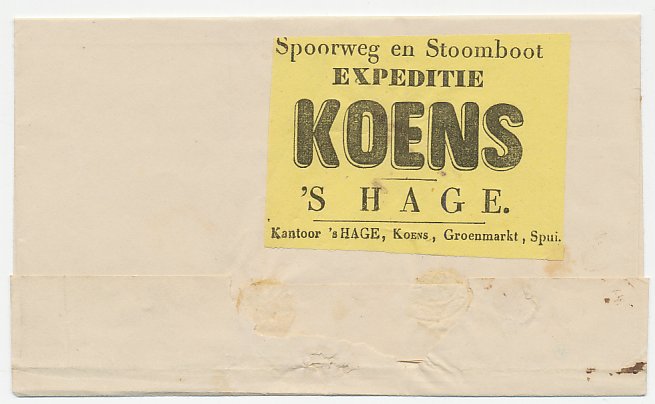 Spoorweg en Stoomboot
EXPEDITIE
KOENS
'S HAGE.
Kantoor 's HAGE, KOENS, Groenmarkt, Spui.